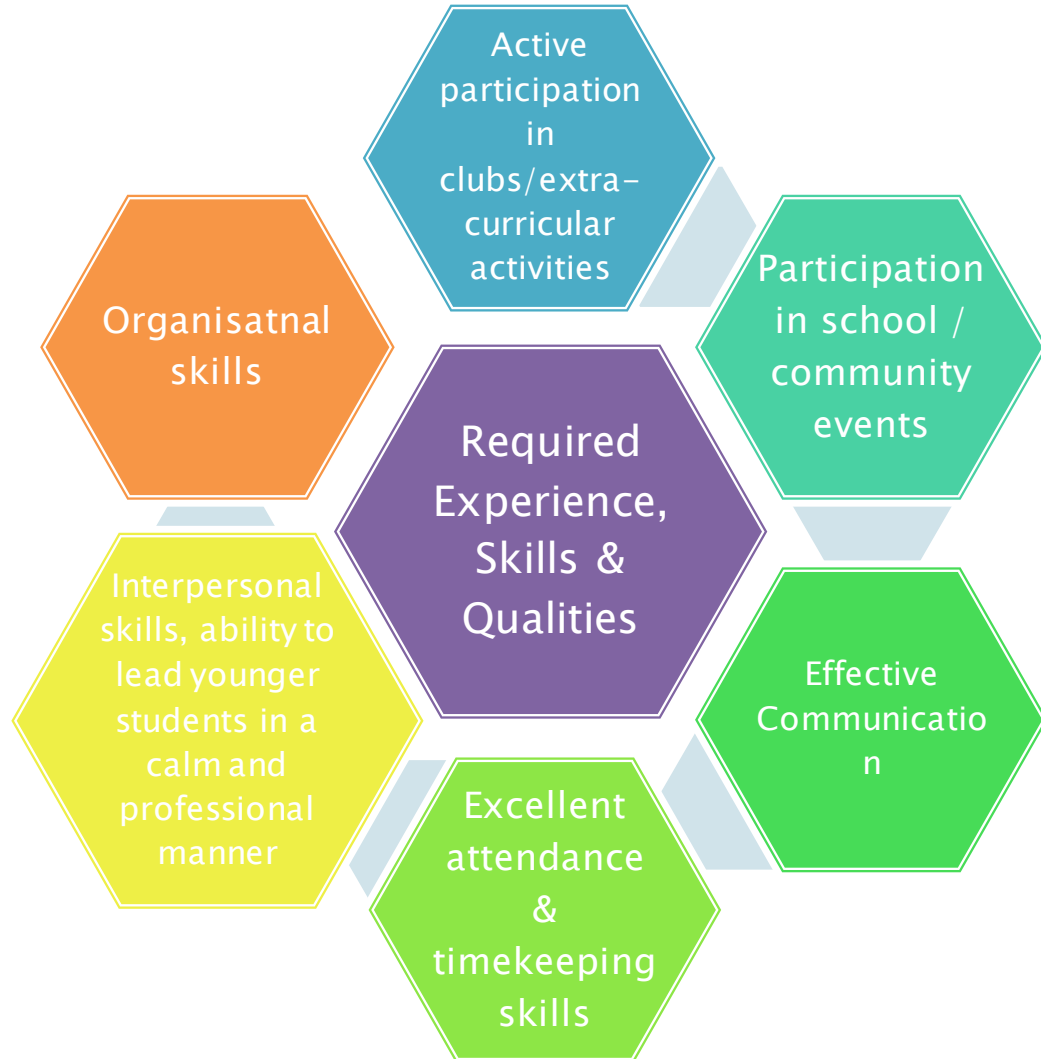 Active
participation
in
clubs/extra-
curricular
activities
Participation
in school /
community
events
Effective
Communicatio
n
Excellent
attendance
&
timekeeping
skills
Interpersonal
skills, ability to
lead younger
students in a
calm and
professional
manner
Organisatnal
skills
Required
Experience,
Skills &
Qualities